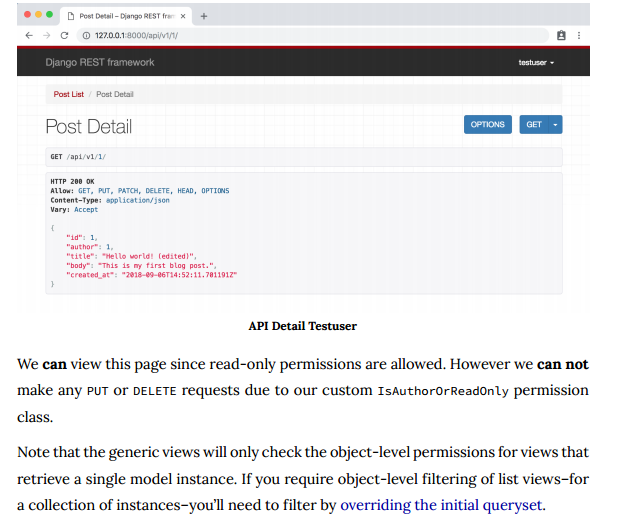 Post Detail – Django REST fram
127.0.0.1:8000/api/v1/1/
Django REST framework
testuser
Post List / Post Detail
Post Detail
OPTIONS
GET
GET /api/v1/1/
HTTP 200 OK
Allow: GET, PUT, PATCH, DELETE, HEAD, OPTIONS
Content-Type: application/json
Vary: Accept
{
"id": 1,
"author": 1,
"title": "Hello world! (edited)",
"body": "This is my first blog post.",
"created_at": "2018-09-06T14:52:11.701191Z"
}
API Detail Testuser
We can view this page since read-only permissions are allowed. However we can not
make any PUT or DELETE requests due to our custom IsAuthorOrReadOnly permission
class.
Note that the generic views will only check the object-level permissions for views that
retrieve a single model instance. If you require object-level filtering of list views–for
a collection of instances–you’ll need to filter by overriding the initial queryset.